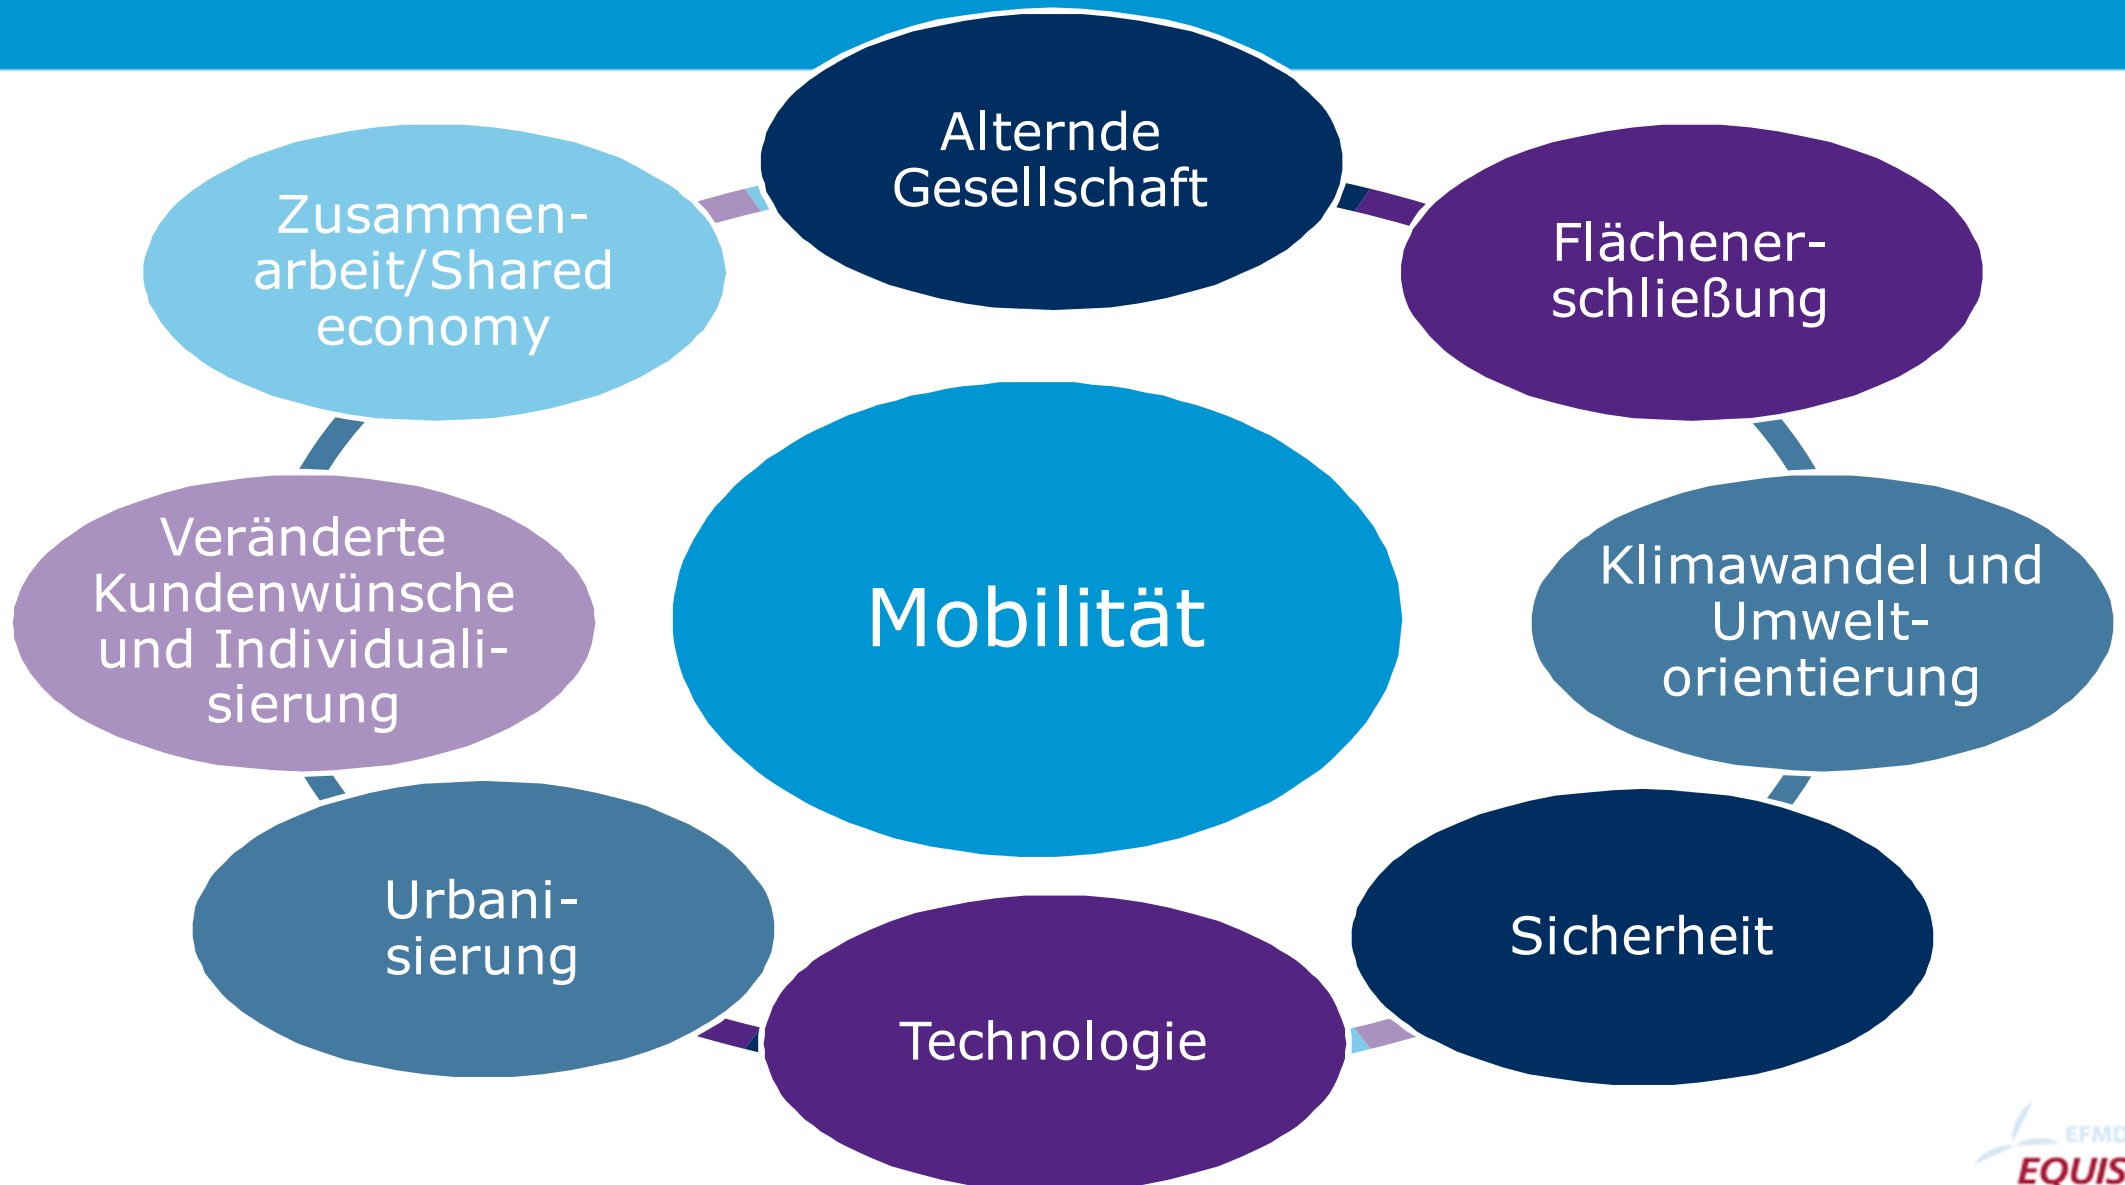 Alternde
Gesellschaft
Zusammen-
arbeit/Shared
economy
Flächener-
schließung
Veränderte
Kundenwünsche
und Individuali-
sierung
Mobilität
Klimawandel und
Umwelt-
orientierung
Urbani-
sierung
Sicherheit
Technologie
EFMD
EQUIS